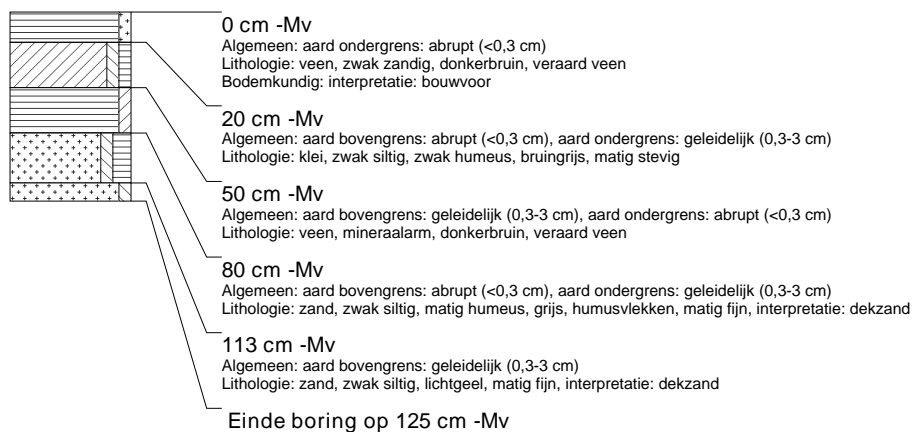 0 cm -Mv
Algemeen: aard ondergrens: abrupt (<0,3 cm)
Lithologie: veen, zwak zandig, donkerbruin, veraard veen
Bodemkundig: interpretatie: bouwvoor
20 cm -Mv
Algemeen: aard bovengrens: abrupt (<0,3 cm), aard ondergrens: geleidelijk (0,3-3 cm)
Lithologie: klei, zwak siltig, zwak humeus, bruingrijs, matig stevig
50 cm -Mv
Algemeen: aard bovengrens: geleidelijk (0,3-3 cm), aard ondergrens: abrupt (<0,3 cm)
Lithologie: veen, mineraalarm, donkerbruin, veraard veen
80 cm -Mv
Algemeen: aard bovengrens: abrupt (<0,3 cm), aard ondergrens: geleidelijk (0,3-3 cm)
Lithologie: zand, zwak siltig, matig humeus, grijs, humusvlekken, matig fijn, interpretatie: dekzand
113 cm -Mv
Algemeen: aard bovengrens: geleidelijk (0,3-3 cm)
Lithologie: zand, zwak siltig, lichtgeel, matig fijn, interpretatie: dekzand
Einde boring op 125 cm -Mv